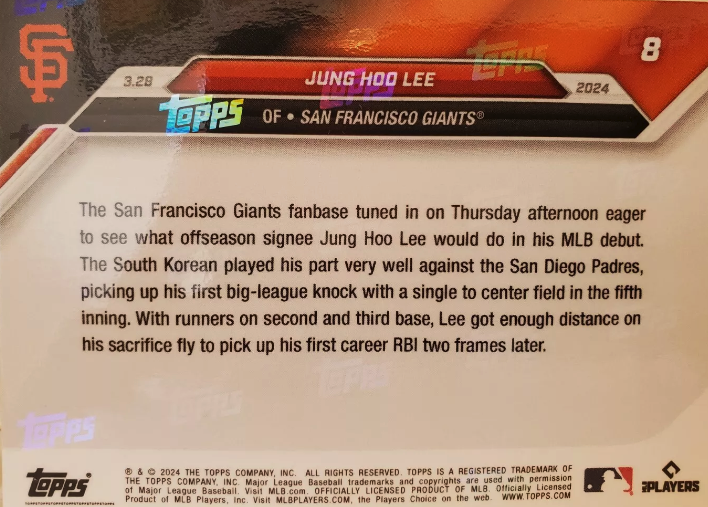 SF
8
3.28
JUNG HOO LEE
2024
Topps
OF • SAN FRANCISCO GIANTS®
The San Francisco Giants fanbase tuned in on Thursday afternoon eager
to see what offseason signee Jung Hoo Lee would do in his MLB debut.
The South Korean played his part very well against the San Diego Padres,
picking up his first big-league knock with a single to center field in the fifth
inning. With runners on second and third base, Lee got enough distance on
his sacrifice fly to pick up his first career RBI two frames later.
Topps
® & © 2024 THE TOPPS COMPANY, INC. ALL RIGHTS RESERVED. TOPPS IS A REGISTERED TRADEMARK OF
THE TOPPS COMPANY, INC. Major League Baseball trademarks and copyrights are used with permission
of Major League Baseball. Visit MLB.com. OFFICIALLY LICENSED PRODUCT OF MLB. Officially Licensed
Product of MLB Players, Inc. Visit MLBPLAYERS.COM, the Players Choice on the web. WWW.TOPPS.COM
MLBPLAYERS